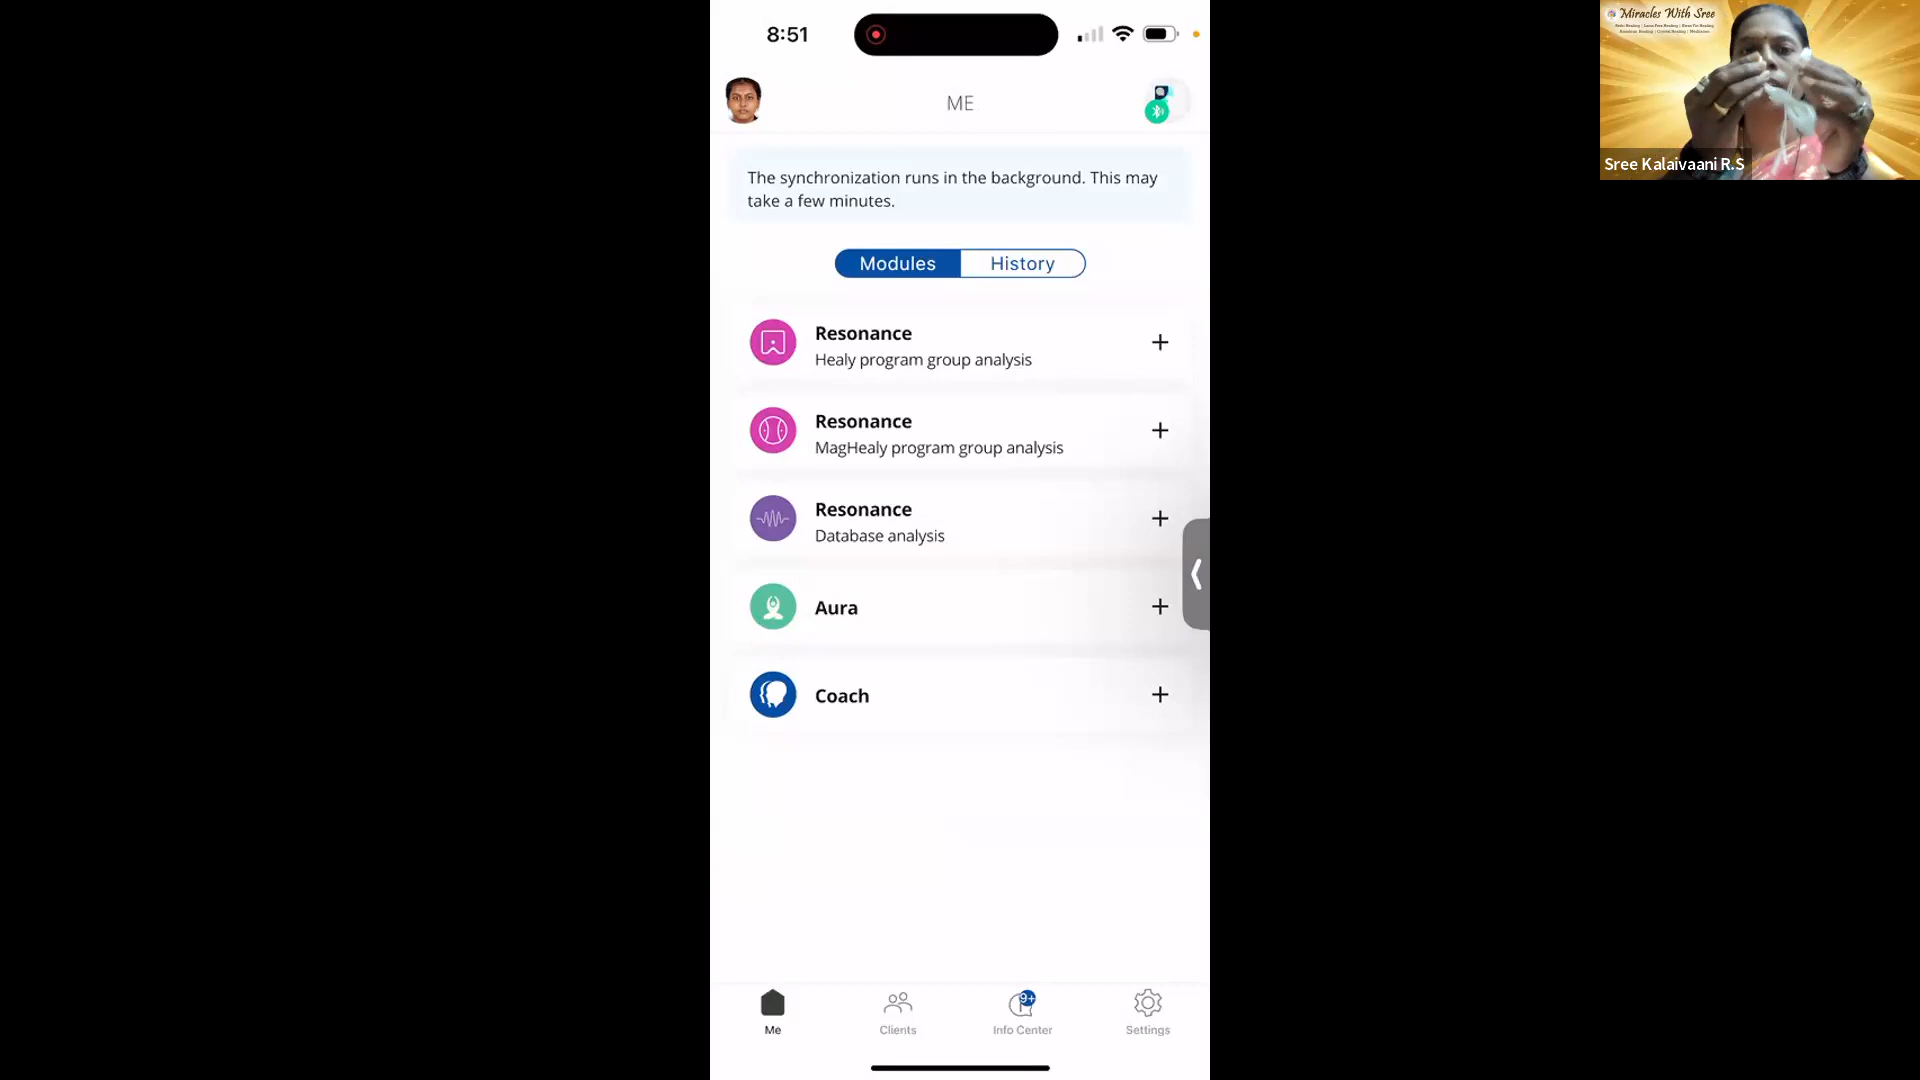 8:51
ME
The synchronization runs in the background. This may
take a few minutes.
Modules History
Resonance
Healy program group analysis
Resonance
MagHealy program group analysis
Resonance
Database analysis
Aura
Coach
9+
Me Clients Info Center Settings
Miracles With Sree
Sree Kalaivaani R.S